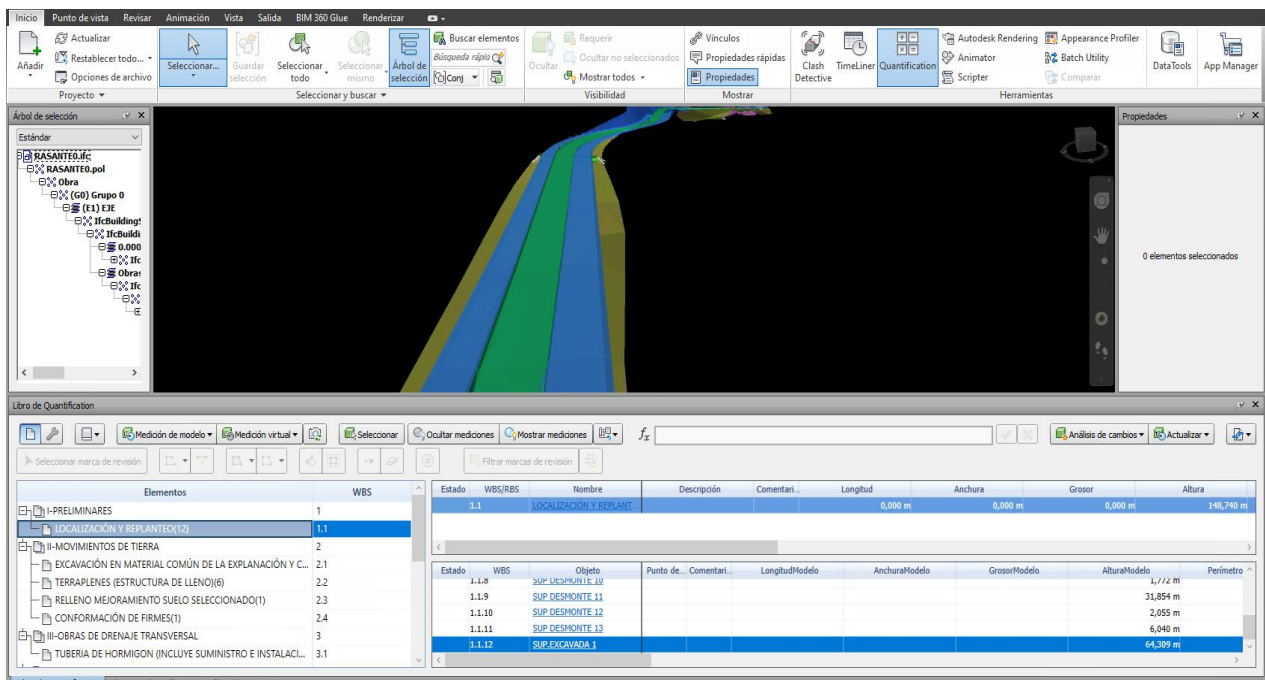 Inicio Punto de vista Revisar Animación Vista Salida BIM 360 Glue Renderizar
Añadir
Actualizar
Restablecer todo...
Opciones de archivo
Proyecto
Seleccionar...
Guardar selección
Seleccionar todo
Seleccionar mismo
Árbol de selección
Buscar elementos
Búsqueda rápida
Conj
Seleccionar y buscar
Ocultar
Requerir
Ocultar no seleccionados
Mostrar todos
Visibilidad
Vínculos
Propiedades rápidas
Propiedades
Mostrar
Clash Detective
TimeLiner
Quantification
Autodesk Rendering
Animator
Scripter
Appearance Profiler
Batch Utility
Comparar
DataTools
App Manager
Herramientas
Árbol de selección
Estándar
RASANTE0.ifc
RASANTE0.pol
Obra
(G0) Grupo 0
(E1) EJE
IfcBuilding
IfcBuildi
0.000
Ifc
Obras
Ifc
Propiedades
0 elementos seleccionados
Libro de Quantification
Medición de modelo Medición virtual Seleccionar Ocultar mediciones Mostrar mediciones fx Análisis de cambios Actualizar
Seleccionar marca de revisión Filtrar marcas de revisión
Elementos WBS
I-PRELIMINARES 1
LOCALIZACIÓN Y REPLANTEO(12) 1.1
II-MOVIMIENTOS DE TIERRA 2
EXCAVACIÓN EN MATERIAL COMÚN DE LA EXPLANACIÓN Y C... 2.1
TERRAPLENES (ESTRUCTURA DE LLENO)(6) 2.2
RELLENO MEJORAMIENTO SUELO SELECCIONADO(1) 2.3
CONFORMACIÓN DE FIRMES(1) 2.4
III-OBRAS DE DRENAJE TRANSVERSAL 3
TUBERIA DE HORMIGON (INCLUYE SUMINISTRO E INSTALACI... 3.1
Estado WBS/RBS Nombre Descripción Comentari... Longitud Anchura Grosor Altura
1.1 LOCALIZACIÓN Y REPLANT... 0,000 m 0,000 m 0,000 m 148,740 m
Estado WBS Objeto Punto de... Comentari... LongitudModelo AnchuraModelo GrosorModelo AlturaModelo Perímetro
1.1.8 SUP DESMONTE 10 1,772 m
1.1.9 SUP DESMONTE 11 31,854 m
1.1.10 SUP DESMONTE 12 2,055 m
1.1.11 SUP DESMONTE 13 6,040 m
1.1.12 SUP.EXCAVADA 1 64,309 m